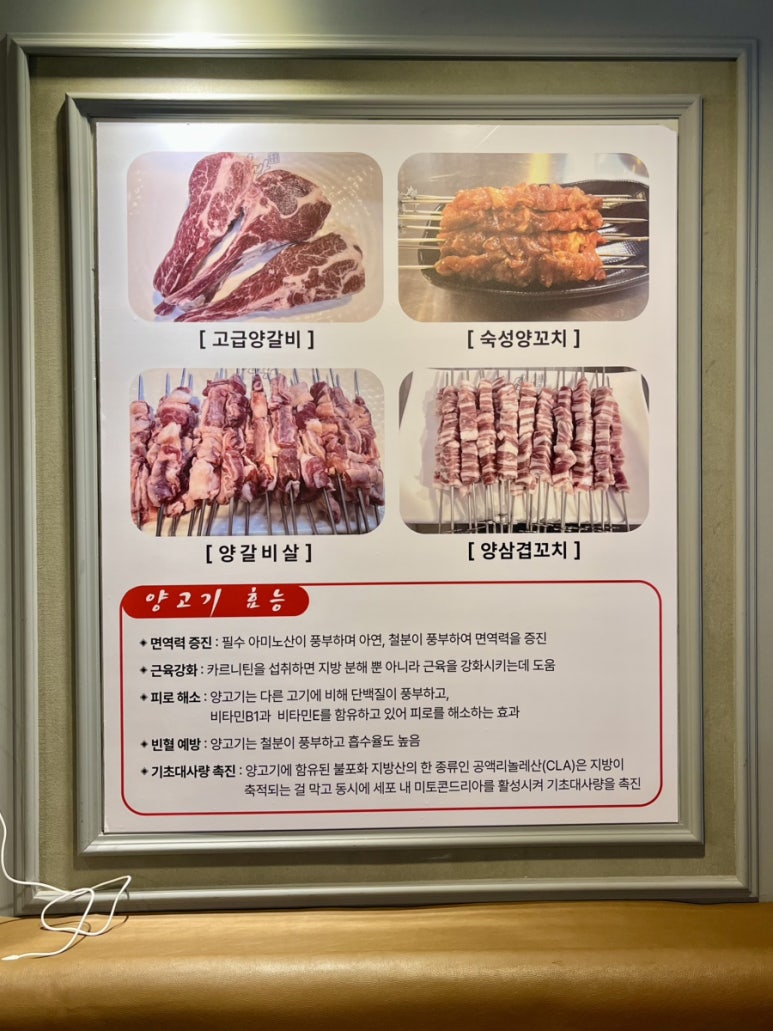 [ 고급양갈비 ]
[ 숙성양꼬치 ]
[ 양갈비살 ]
[ 양삼겹꼬치 ]
양고기 효능
◈ 면역력 증진 : 필수 아미노산이 풍부하며 아연, 철분이 풍부하여 면역력을 증진
◈ 근육강화 : 카르니틴을 섭취하면 지방 분해 뿐 아니라 근육을 강화시키는데 도움
◈ 피로 해소 : 양고기는 다른 고기에 비해 단백질이 풍부하고,
비타민B1과 비타민E를 함유하고 있어 피로를 해소하는 효과
◈ 빈혈 예방 : 양고기는 철분이 풍부하고 흡수율도 높음
◈ 기초대사량 촉진 : 양고기에 함유된 불포화 지방산의 한 종류인 공액리놀레산(CLA)은 지방이
축적되는 걸 막고 동시에 세포 내 미토콘드리아를 활성시켜 기초대사량을 촉진